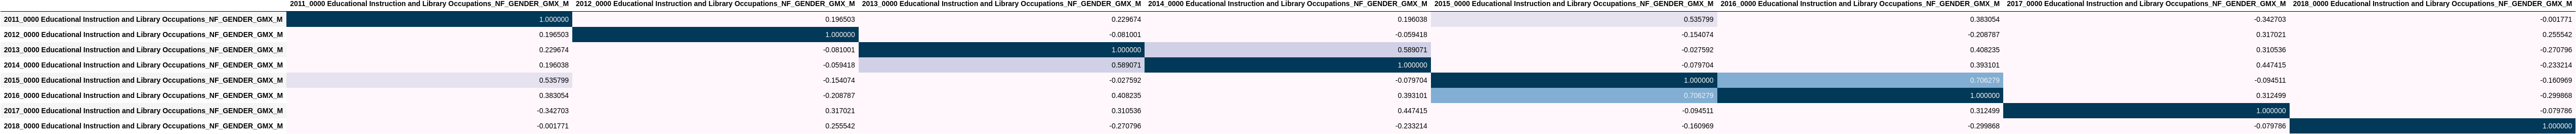 2011_0000 Educational Instruction and Library Occupations_NF_GENDER_GMX_M 2012_0000 Educational Instruction and Library Occupations_NF_GENDER_GMX_M 2013_0000 Educational Instruction and Library Occupations_NF_GENDER_GMX_M 2014_0000 Educational Instruction and Library Occupations_NF_GENDER_GMX_M 2015_0000 Educational Instruction and Library Occupations_NF_GENDER_GMX_M 2016_0000 Educational Instruction and Library Occupations_NF_GENDER_GMX_M 2017_0000 Educational Instruction and Library Occupations_NF_GENDER_GMX_M 2018_0000 Educational Instruction and Library Occupations_NF_GENDER_GMX_M
2011_0000 Educational Instruction and Library Occupations_NF_GENDER_GMX_M 1.000000 0.196503 0.229674 0.196038 0.535799 0.383054 -0.342703 -0.001771
2012_0000 Educational Instruction and Library Occupations_NF_GENDER_GMX_M 0.196503 1.000000 -0.081001 -0.059418 -0.154074 -0.208787 0.317021 0.255542
2013_0000 Educational Instruction and Library Occupations_NF_GENDER_GMX_M 0.229674 -0.081001 1.000000 0.589071 -0.027592 0.408235 0.310536 -0.270796
2014_0000 Educational Instruction and Library Occupations_NF_GENDER_GMX_M 0.196038 -0.059418 0.589071 1.000000 -0.079704 0.393101 0.447415 -0.233214
2015_0000 Educational Instruction and Library Occupations_NF_GENDER_GMX_M 0.535799 -0.154074 -0.027592 -0.079704 1.000000 0.706279 -0.094511 -0.160969
2016_0000 Educational Instruction and Library Occupations_NF_GENDER_GMX_M 0.383054 -0.208787 0.408235 0.393101 0.706279 1.000000 0.312499 -0.299868
2017_0000 Educational Instruction and Library Occupations_NF_GENDER_GMX_M -0.342703 0.317021 0.310536 0.447415 -0.094511 0.312499 1.000000 -0.079786
2018_0000 Educational Instruction and Library Occupations_NF_GENDER_GMX_M -0.001771 0.255542 -0.270796 -0.233214 -0.160969 -0.299868 -0.079786 1.000000